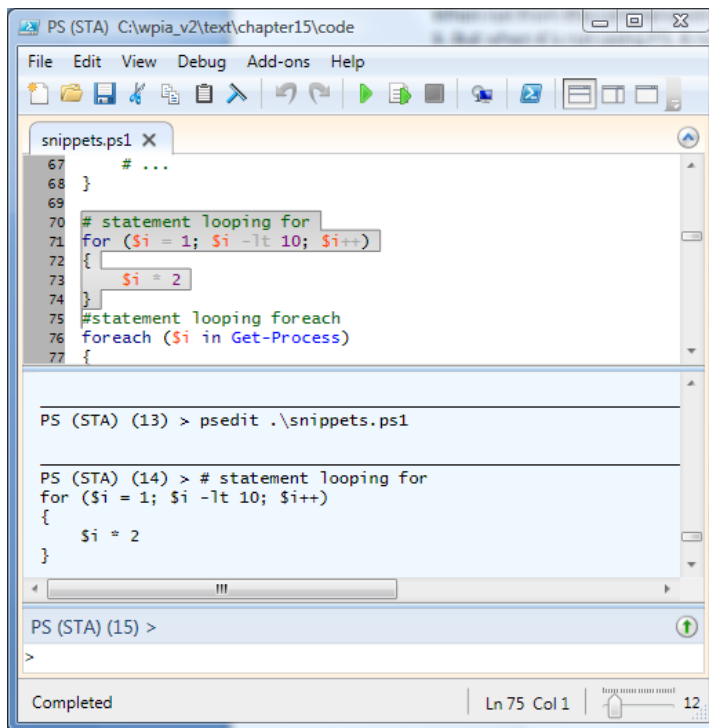 PS (STA) C:\wpia_v2\text\chapter15\code
File Edit View Debug Add-ons Help
snippets.ps1
67 # ...
68 }
69
70 # statement looping for
71 for ($i = 1; $i -lt 10; $i++)
72 {
73 $i * 2
74 }
75 #statement looping foreach
76 foreach ($i in Get-Process)
77 {
PS (STA) (13) > psedit .\snippets.ps1
PS (STA) (14) > # statement looping for
for ($i = 1; $i -lt 10; $i++)
{
$i * 2
}
PS (STA) (15) >
>
Completed Ln 75 Col 1 12